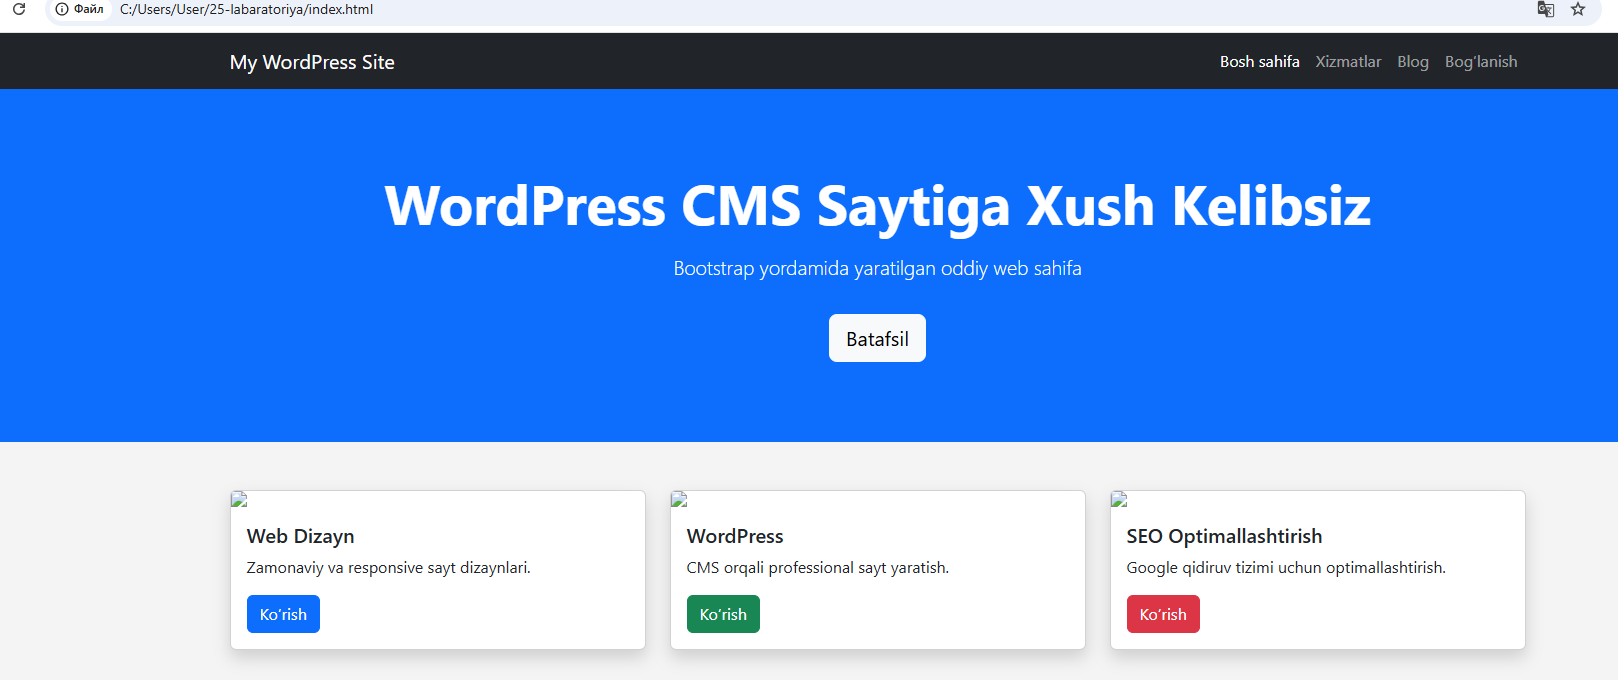 Файл C:/Users/User/25-labaratoriya/index.html
My WordPress Site Bosh sahifa Xizmatlar Blog Bog‘lanish
WordPress CMS Saytiga Xush Kelibsiz
Bootstrap yordamida yaratilgan oddiy web sahifa
Batafsil
Web Dizayn
Zamonaviy va responsive sayt dizaynlari.
Ko‘rish
WordPress
CMS orqali professional sayt yaratish.
Ko‘rish
SEO Optimallashtirish
Google qidiruv tizimi uchun optimallashtirish.
Ko‘rish